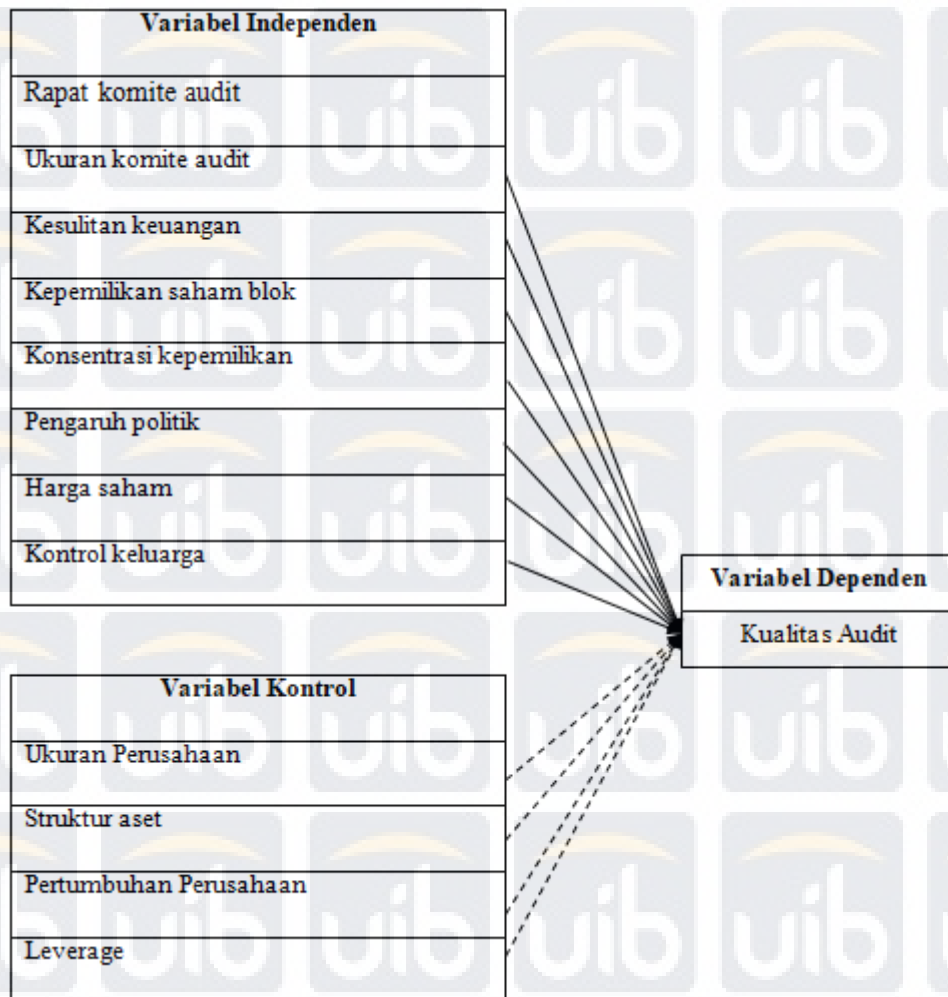 Variabel Independen
Rapat komite audit
Ukuran komite audit
Kesulitan keuangan
Kepemilikan saham blok
Konsentrasi kepemilikan
Pengaruh politik
Harga saham
Kontrol keluarga
Variabel Dependen
Kualitas Audit
Variabel Kontrol
Ukuran Perusahaan
Struktur aset
Pertumbuhan Perusahaan
Leverage
uib